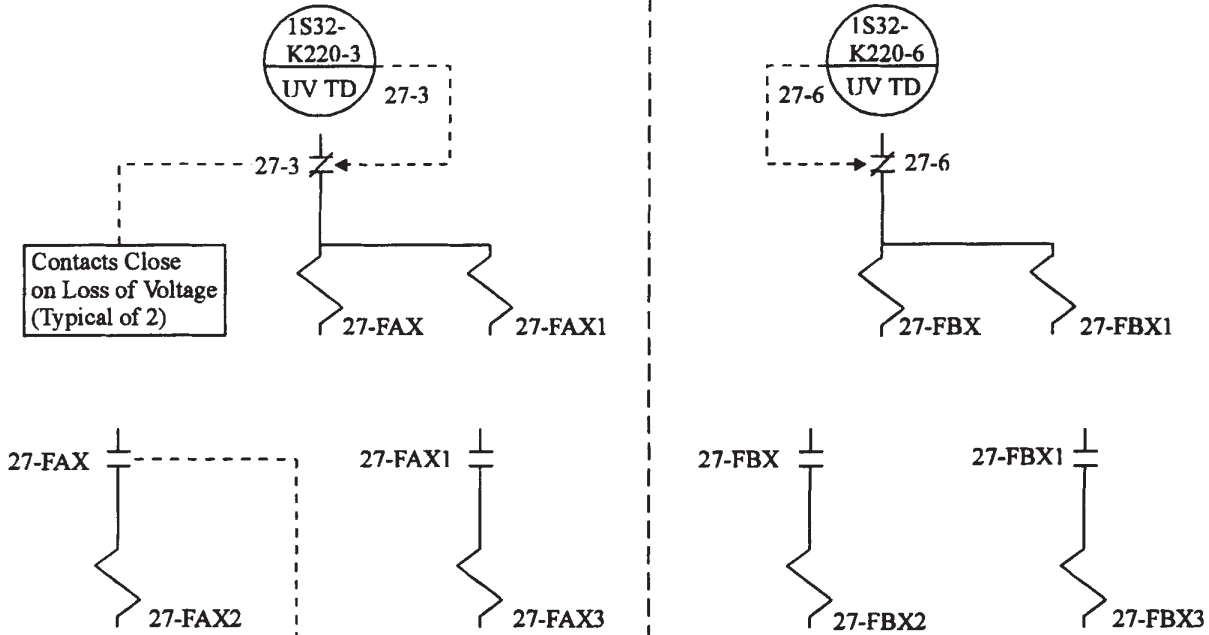 1S32-
K220-3
UV TD
27-3
27-3
Contacts Close
on Loss of Voltage
(Typical of 2)
27-FAX
27-FAX1
1S32-
K220-6
UV TD
27-6
27-6
27-FBX
27-FBX1
27-FAX
27-FAX1
27-FBX
27-FBX1
27-FAX2
27-FAX3
27-FBX2
27-FBX3